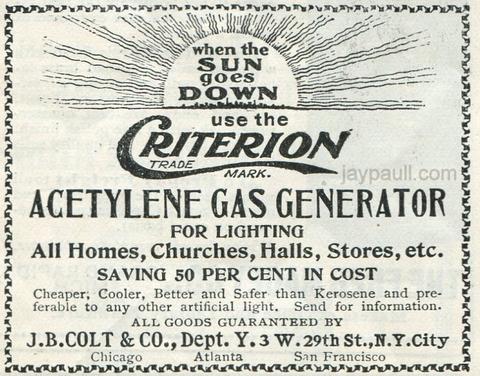 when the
SUN
goes
DOWN
use the
CRITERION
TRADE MARK.
jaypaull.com
ACETYLENE GAS GENERATOR
FOR LIGHTING
All Homes, Churches, Halls, Stores, etc.
SAVING 50 PER CENT IN COST
Cheaper, Cooler, Better and Safer than Kerosene and pre-
ferable to any other artificial light. Send for information.
ALL GOODS GUARANTEED BY
J.B.COLT & CO., Dept. Y. 3 W. 29th St., N.Y. City
Chicago Atlanta San Francisco